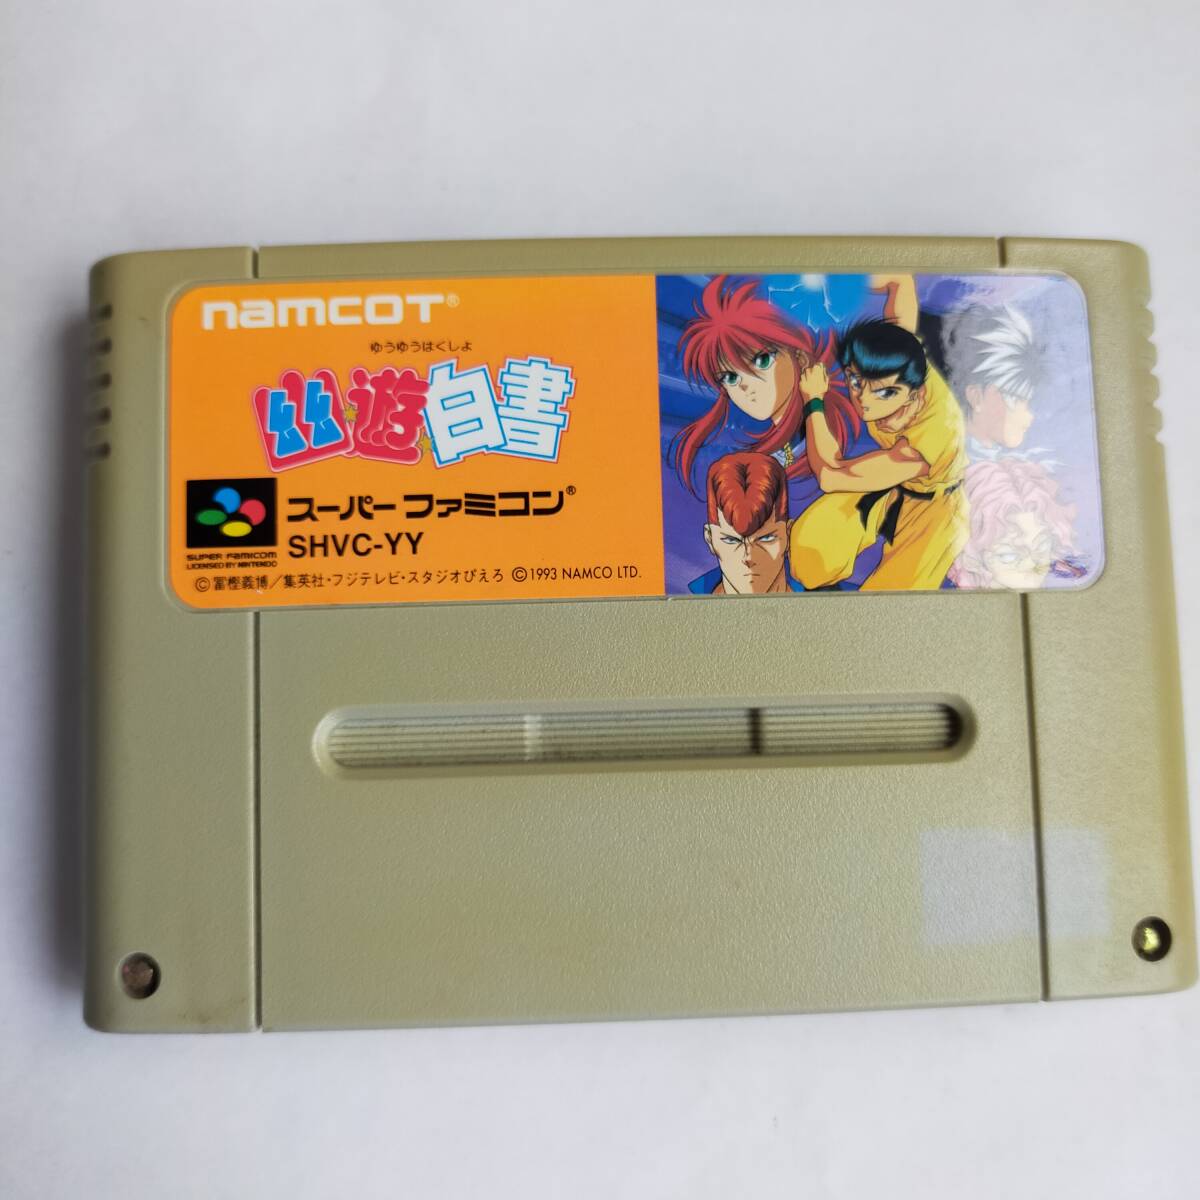 namcoT®
ゆうゆうはくしよ
幽☆遊☆白書
スーパーファミコン®
SHVC-YY
SUPER FAMICOM
LICENSED BY NINTENDO
©冨樫義博／集英社・フジテレビ・スタジオぴえろ ©1993 NAMCO LTD.